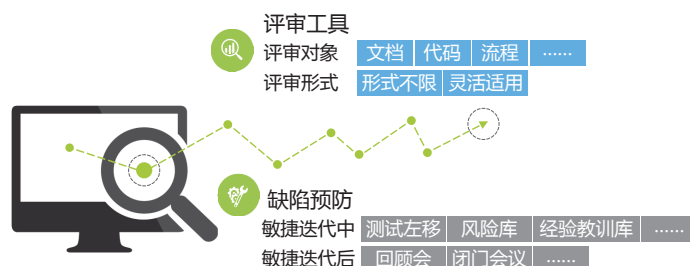 评审工具
评审对象 文档 代码 流程 ······
评审形式 形式不限 灵活适用
缺陷预防
敏捷迭代中 测试左移 风险库 经验教训库 ······
敏捷迭代后 回顾会 闭门会议 ······